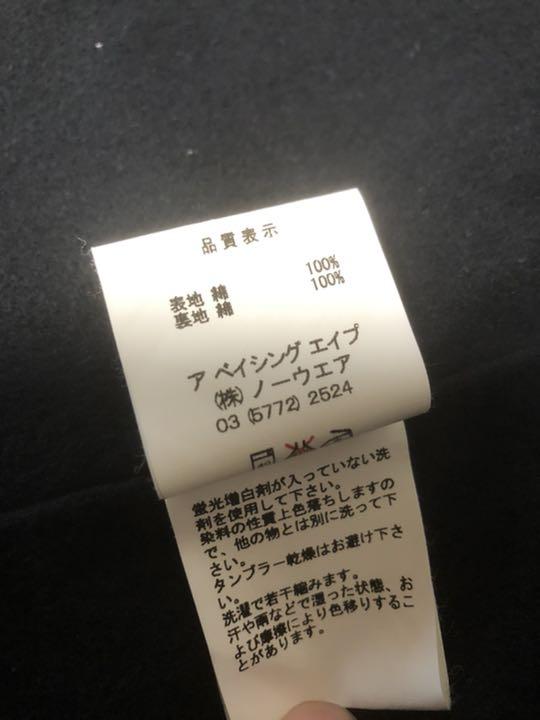 品質表示
表地 綿 100%
裏地 綿 100%
ア ベイシング エイプ
(株) ノーウエア
03 (5772) 2524
蛍光増白剤が入っていない洗
剤を使用して下さい。
染料の性質上色落ちしますの
で、他の物とは別に洗って下
さい。
タンブラー乾燥はお避け下さ
い。
洗濯で若干縮みます。
汗や雨などで湿った状態、お
よび摩擦により色移りするこ
とがあります。